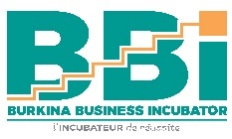 BBi
BURKINA BUSINESS INCUBATOR
l'INCUBATEUR de réussite